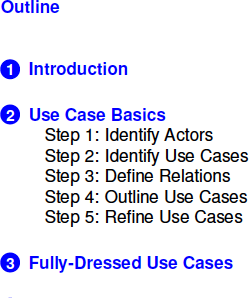 Outline
1 Introduction
2 Use Case Basics
Step 1: Identify Actors
Step 2: Identify Use Cases
Step 3: Define Relations
Step 4: Outline Use Cases
Step 5: Refine Use Cases
3 Fully-Dressed Use Cases